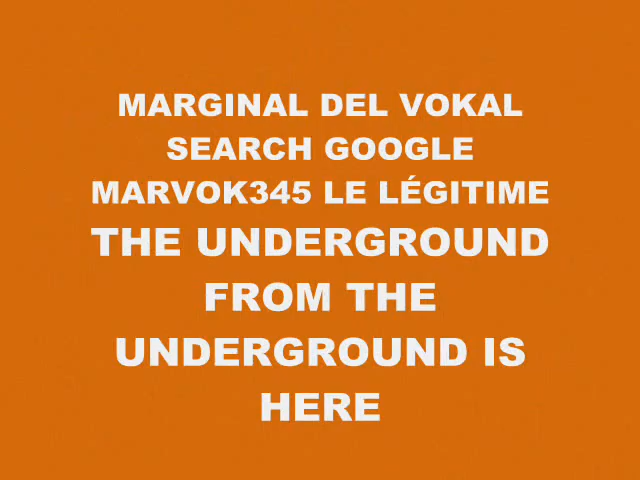 MARGINAL DEL VOKAL
SEARCH GOOGLE
MARVOK345 LE LÉGITIME
THE UNDERGROUND
FROM THE
UNDERGROUND IS
HERE